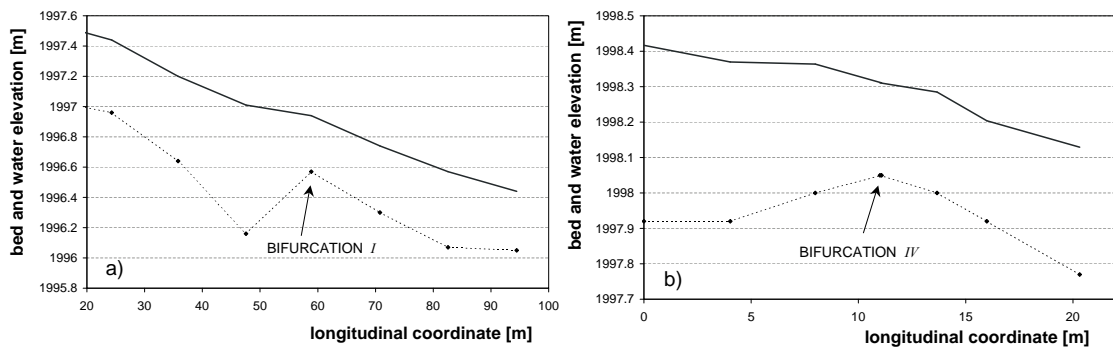 bed and water elevation [m]
1997.6
1997.4
1997.2
1997
1996.8
1996.6
1996.4
1996.2
1996
1995.8
BIFURCATION I
a)
20 30 40 50 60 70 80 90 100
longitudinal coordinate [m]
bed and water elevation [m]
1998.5
1998.4
1998.3
1998.2
1998.1
1998
1997.9
1997.8
1997.7
BIFURCATION IV
b)
0 5 10 15 20
longitudinal coordinate [m]